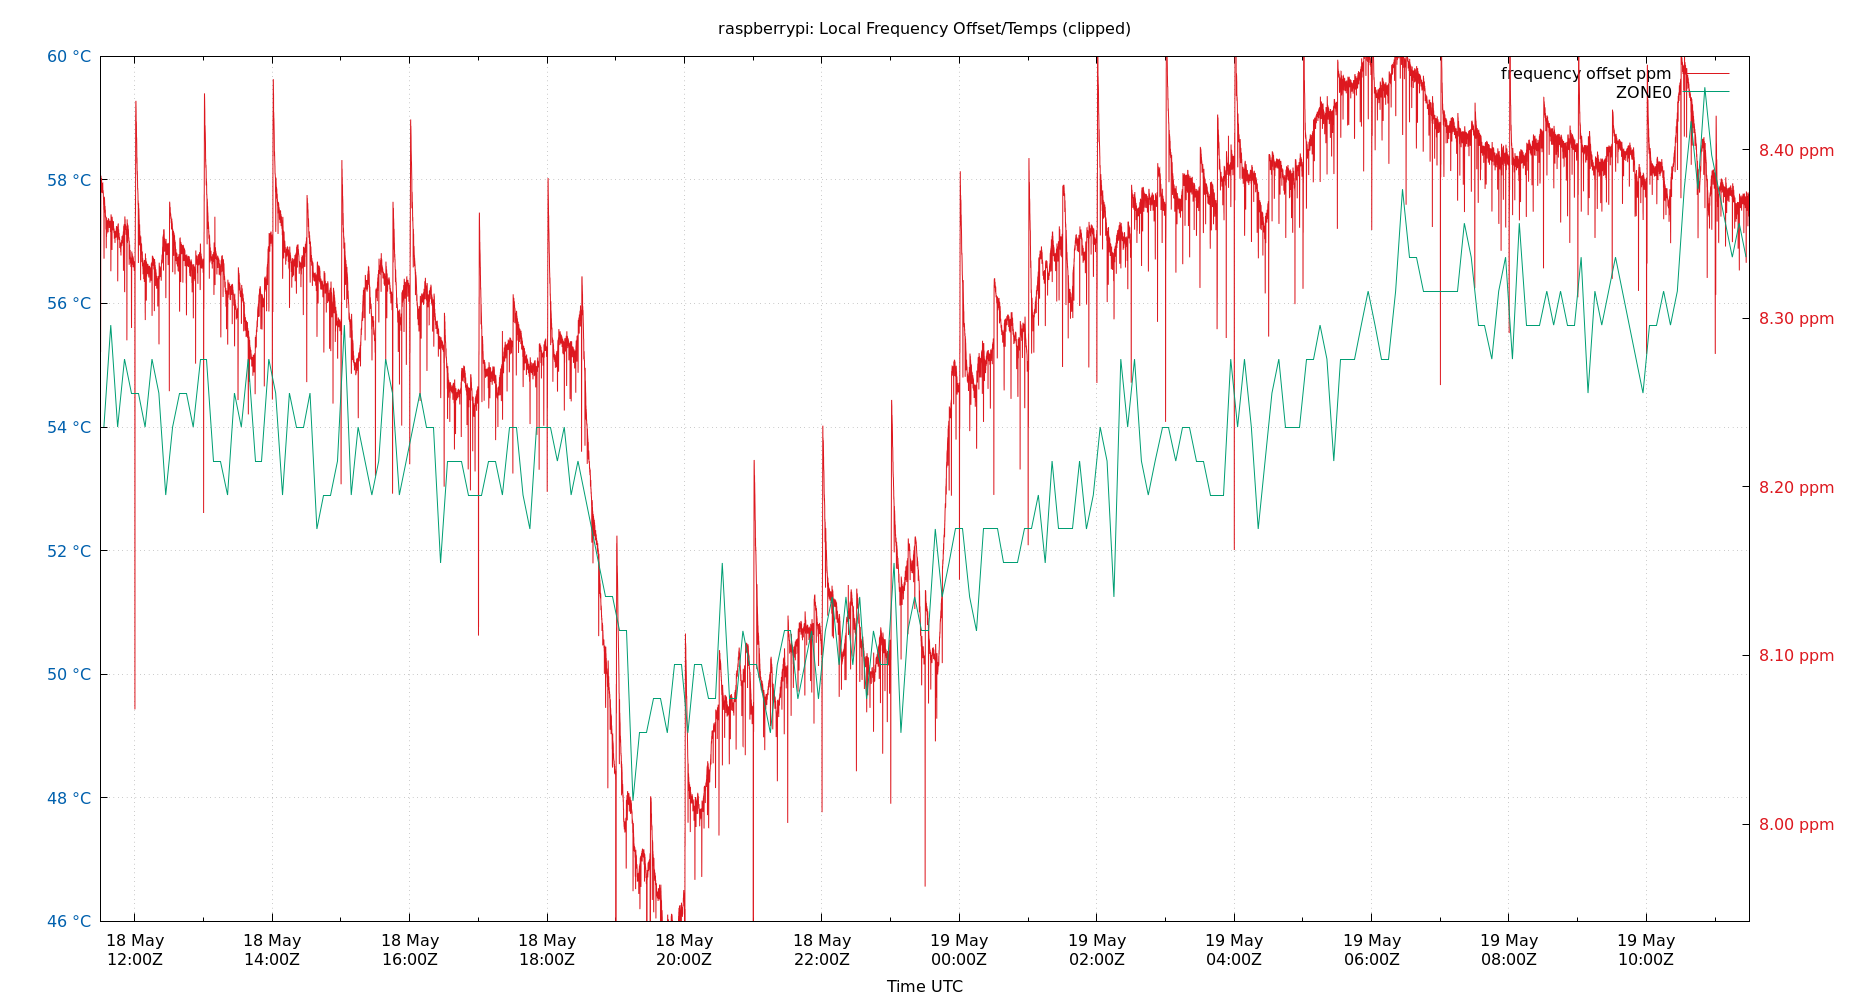 raspberrypi: Local Frequency Offset/Temps (clipped)
60 °C
58 °C
56 °C
54 °C
52 °C
50 °C
48 °C
46 °C
frequency offset ppm
ZONE0
8.40 ppm
8.30 ppm
8.20 ppm
8.10 ppm
8.00 ppm
18 May
12:00Z
18 May
14:00Z
18 May
16:00Z
18 May
18:00Z
18 May
20:00Z
18 May
22:00Z
19 May
00:00Z
19 May
02:00Z
19 May
04:00Z
19 May
06:00Z
19 May
08:00Z
19 May
10:00Z
Time UTC